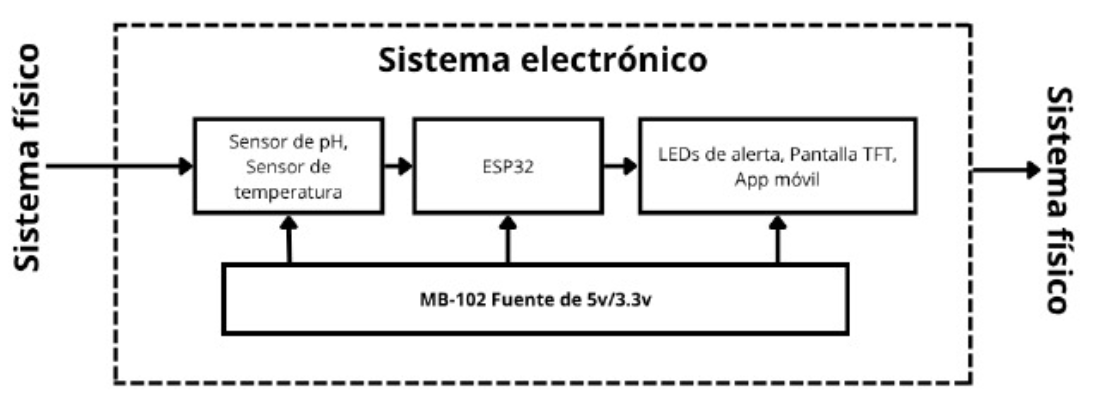 Sistema físico
Sistema electrónico
Sensor de pH,
Sensor de
temperatura
ESP32
LEDs de alerta, Pantalla TFT,
App móvil
MB-102 Fuente de 5v/3.3v
Sistema físico